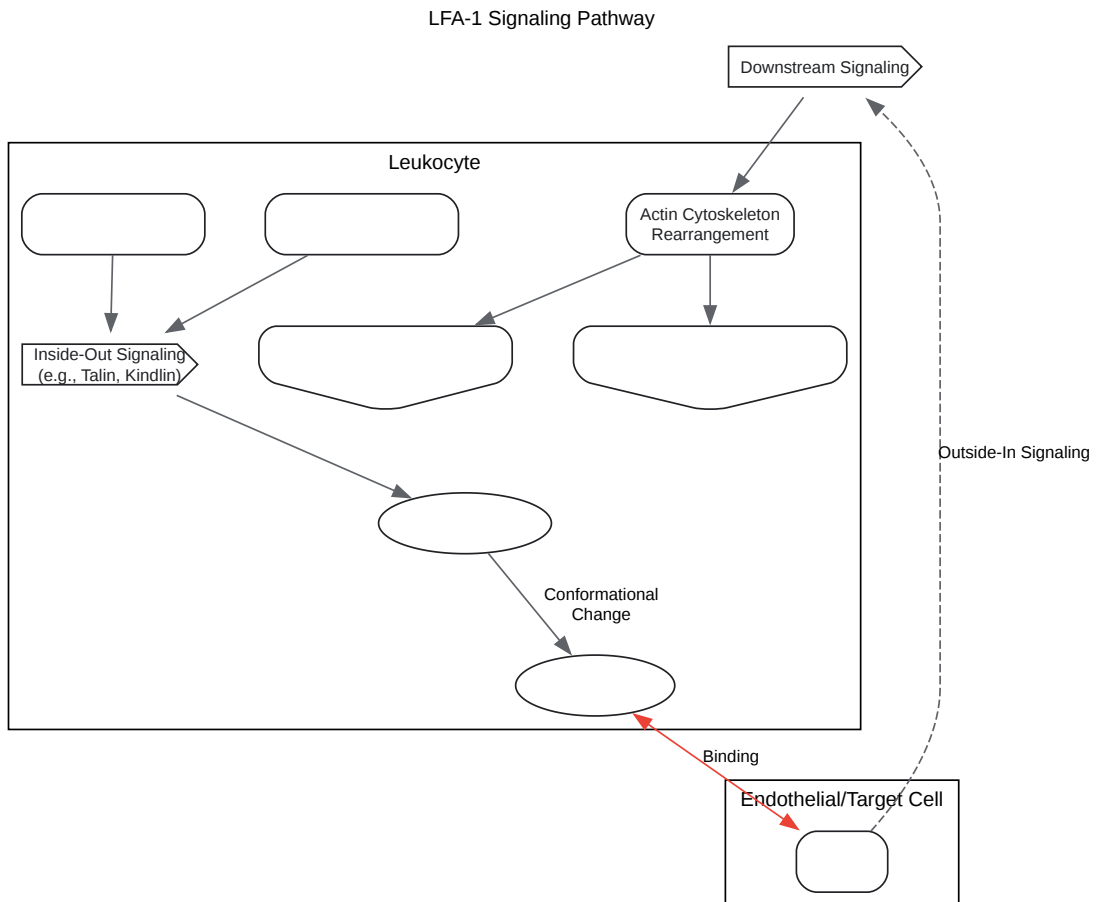 LFA-1 Signaling Pathway
Downstream Signaling
Leukocyte
Actin Cytoskeleton
Rearrangement
Inside-Out Signaling
(e.g., Talin, Kindlin)
Outside-In Signaling
Conformational
Change
Binding
Endothelial/Target Cell